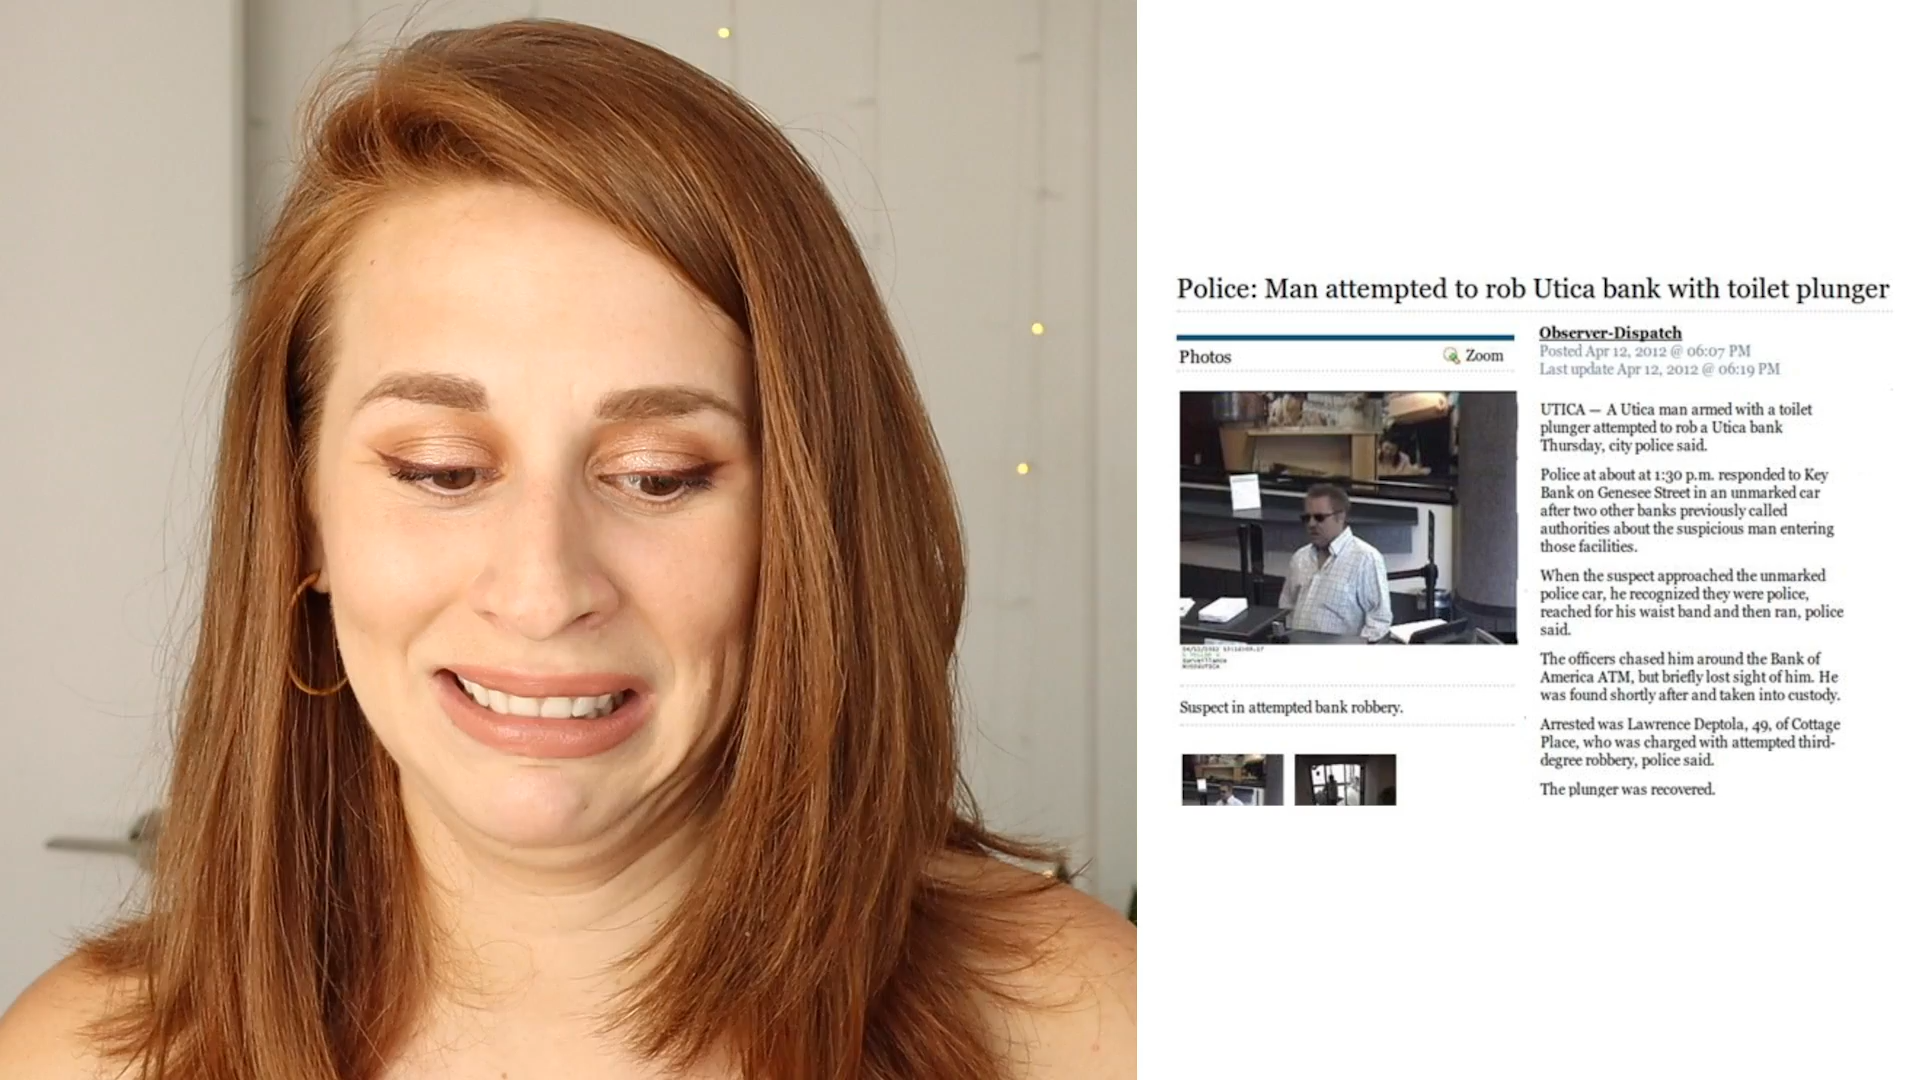 Police: Man attempted to rob Utica bank with toilet plunger
Photos
Zoom
Suspect in attempted bank robbery.
Observer-Dispatch
Posted Apr 12, 2012 @ 06:07 PM
Last update Apr 12, 2012 @ 06:19 PM
UTICA — A Utica man armed with a toilet
plunger attempted to rob a Utica bank
Thursday, city police said.
Police at about at 1:30 p.m. responded to Key
Bank on Genesee Street in an unmarked car
after two other banks previously called
authorities about the suspicious man entering
those facilities.
When the suspect approached the unmarked
police car, he recognized they were police,
reached for his waist band and then ran, police
said.
The officers chased him around the Bank of
America ATM, but briefly lost sight of him. He
was found shortly after and taken into custody.
Arrested was Lawrence Deptola, 49, of Cottage
Place, who was charged with attempted third-
degree robbery, police said.
The plunger was recovered.